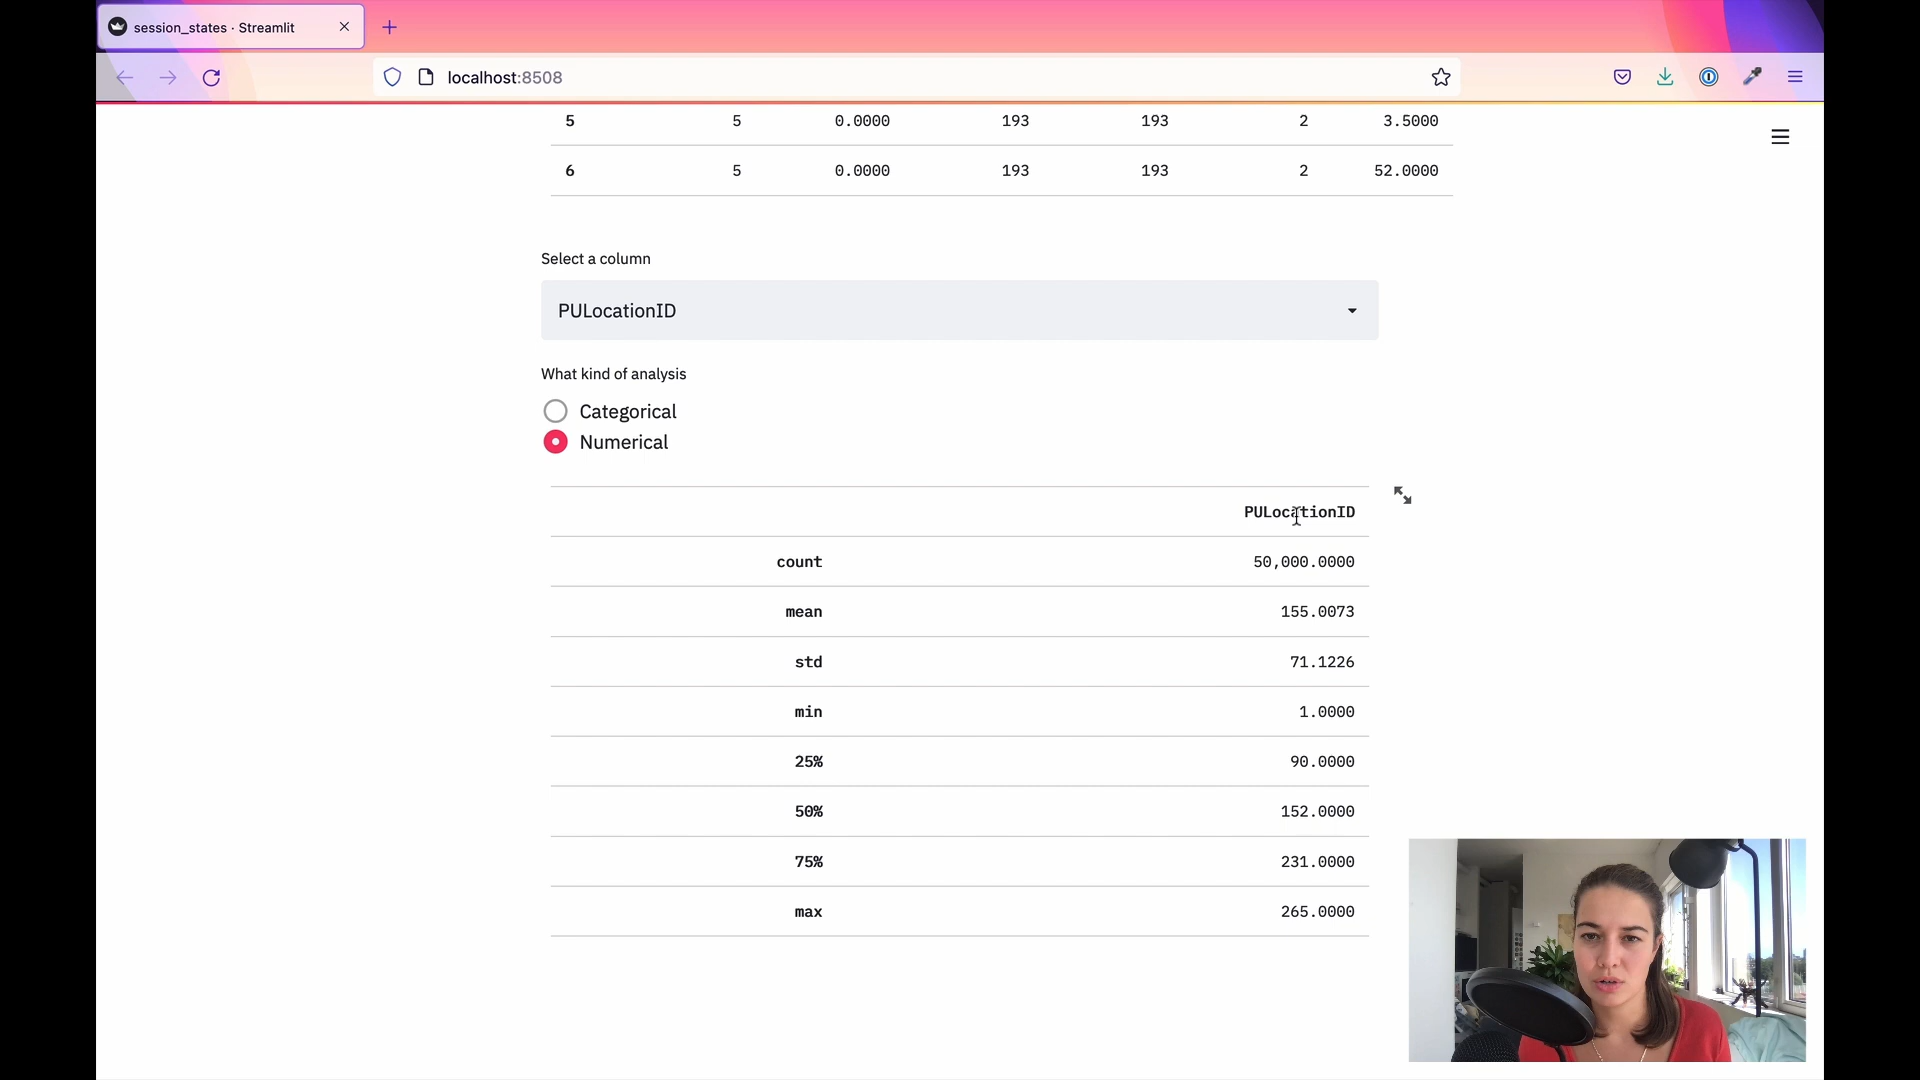 session_states · Streamlit
localhost:8508
5 5 0.0000 193 193 2 3.5000
6 5 0.0000 193 193 2 52.0000
Select a column
PULocationID
What kind of analysis
Categorical
Numerical
PULocationID
count 50,000.0000
mean 155.0073
std 71.1226
min 1.0000
25% 90.0000
50% 152.0000
75% 231.0000
max 265.0000